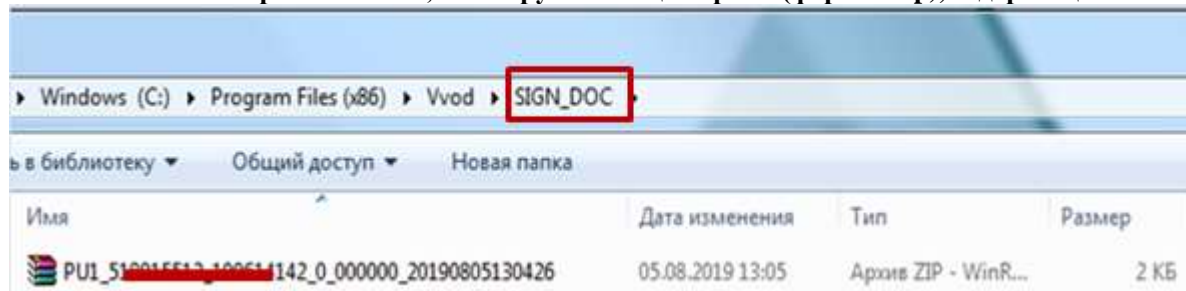 Windows (C:) ▸ Program Files (x86) ▸ Vvod ▸ SIGN_DOC
ь в библиотеку Общий доступ Новая папка
Имя Дата изменения Тип Размер
142_0_000000_20190805130426 05.08.2019 13:05 Архив ZIP - WinR... 2 КБ